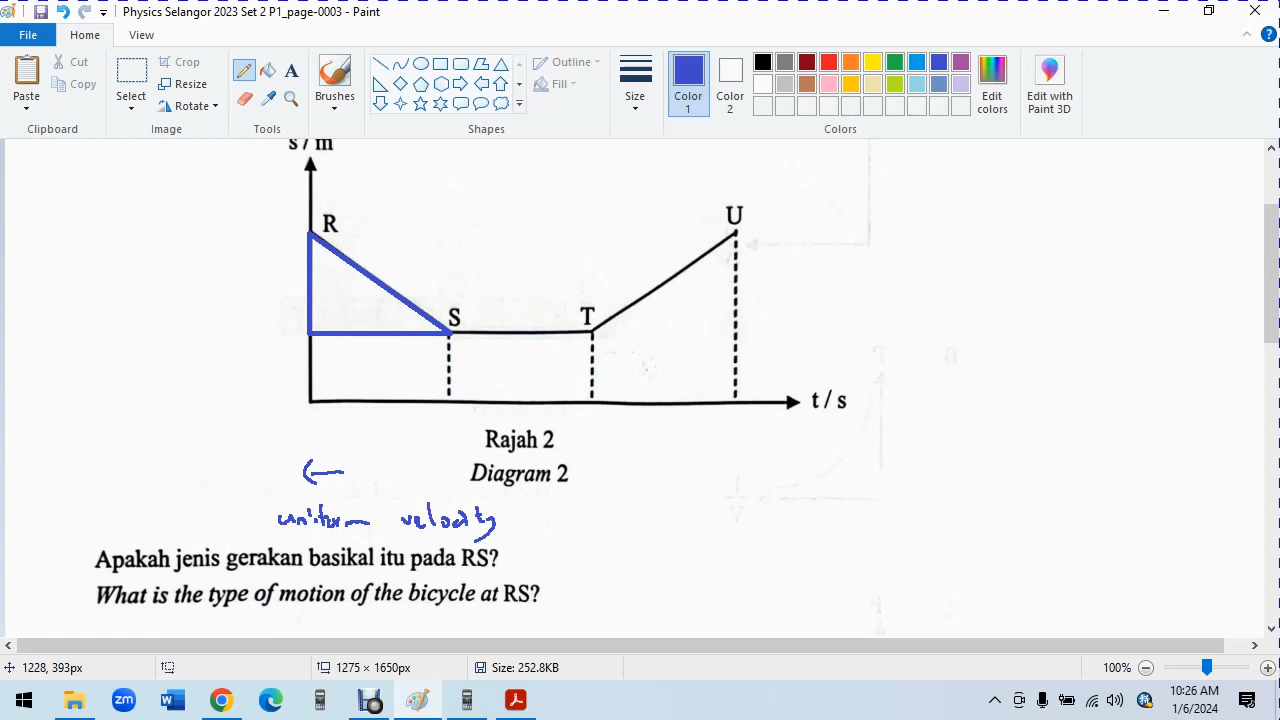 Physics Selangor 2023 Set 2 P1_page-0003 - Paint
File Home View
Paste
Cut
Copy
Clipboard
Select
Resize
Rotate
Image
A
Tools
Brushes
Outline
Fill
Shapes
Size
Color 1
Color 2
Colors
Edit colors
Edit with Paint 3D
s / m
R
U
S
T
t / s
Rajah 2
Diagram 2
uniform velocity
Apakah jenis gerakan basikal itu pada RS?
What is the type of motion of the bicycle at RS?
1228, 393px
1275 × 1650px
Size: 252.8KB
100%
zm
10:26 AM
1/6/2024